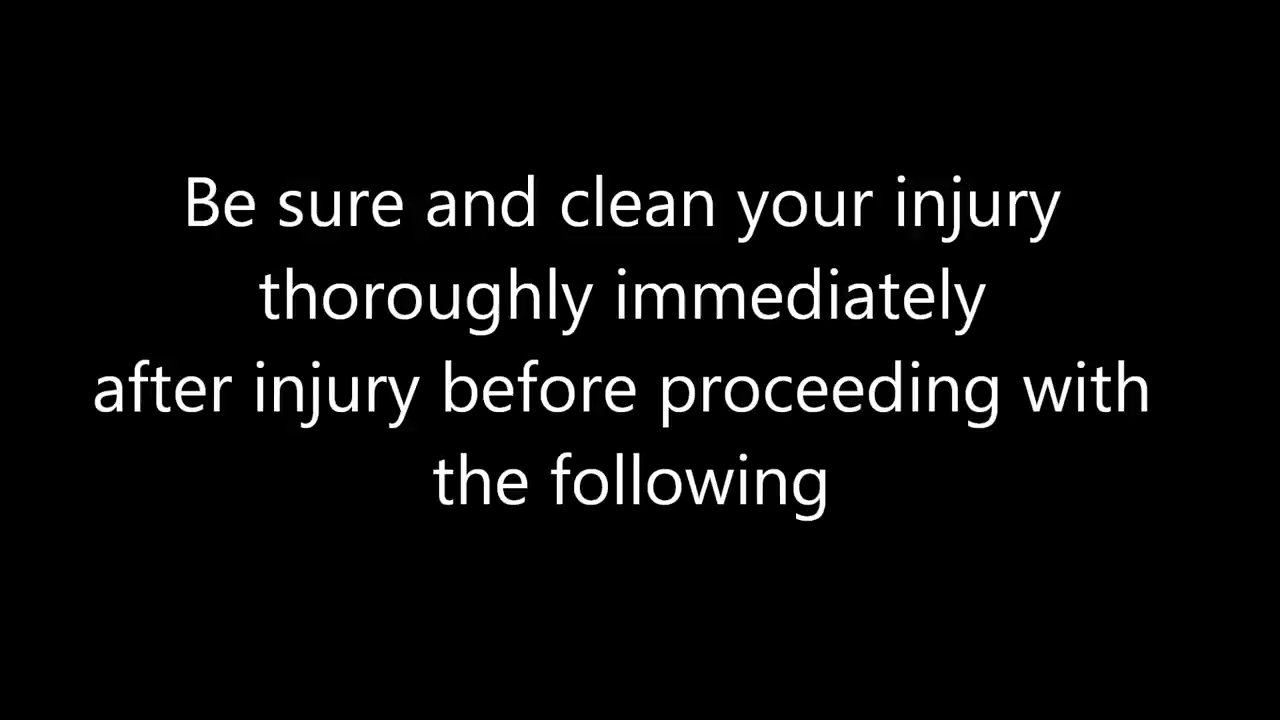 Be sure and clean your injury
thoroughly immediately
after injury before proceeding with
the following